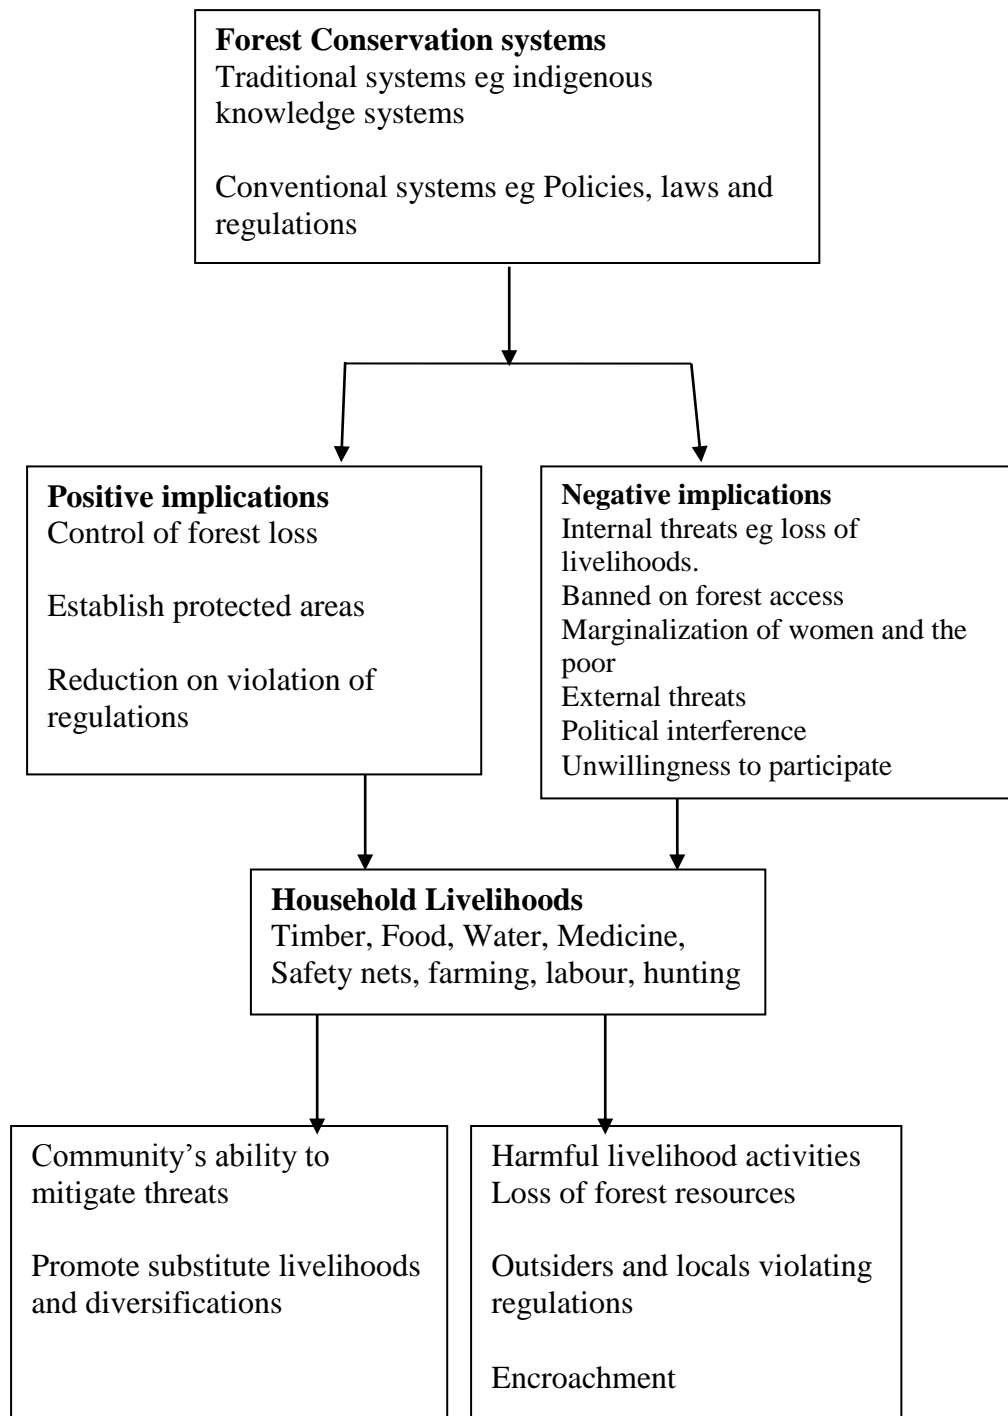 Forest Conservation systems
Traditional systems eg indigenous
knowledge systems
Conventional systems eg Policies, laws and
regulations
Positive implications
Control of forest loss
Establish protected areas
Reduction on violation of
regulations
Negative implications
Internal threats eg loss of
livelihoods.
Banned on forest access
Marginalization of women and the
poor
External threats
Political interference
Unwillingness to participate
Household Livelihoods
Timber, Food, Water, Medicine,
Safety nets, farming, labour, hunting
Community’s ability to
mitigate threats
Promote substitute livelihoods
and diversifications
Harmful livelihood activities
Loss of forest resources
Outsiders and locals violating
regulations
Encroachment